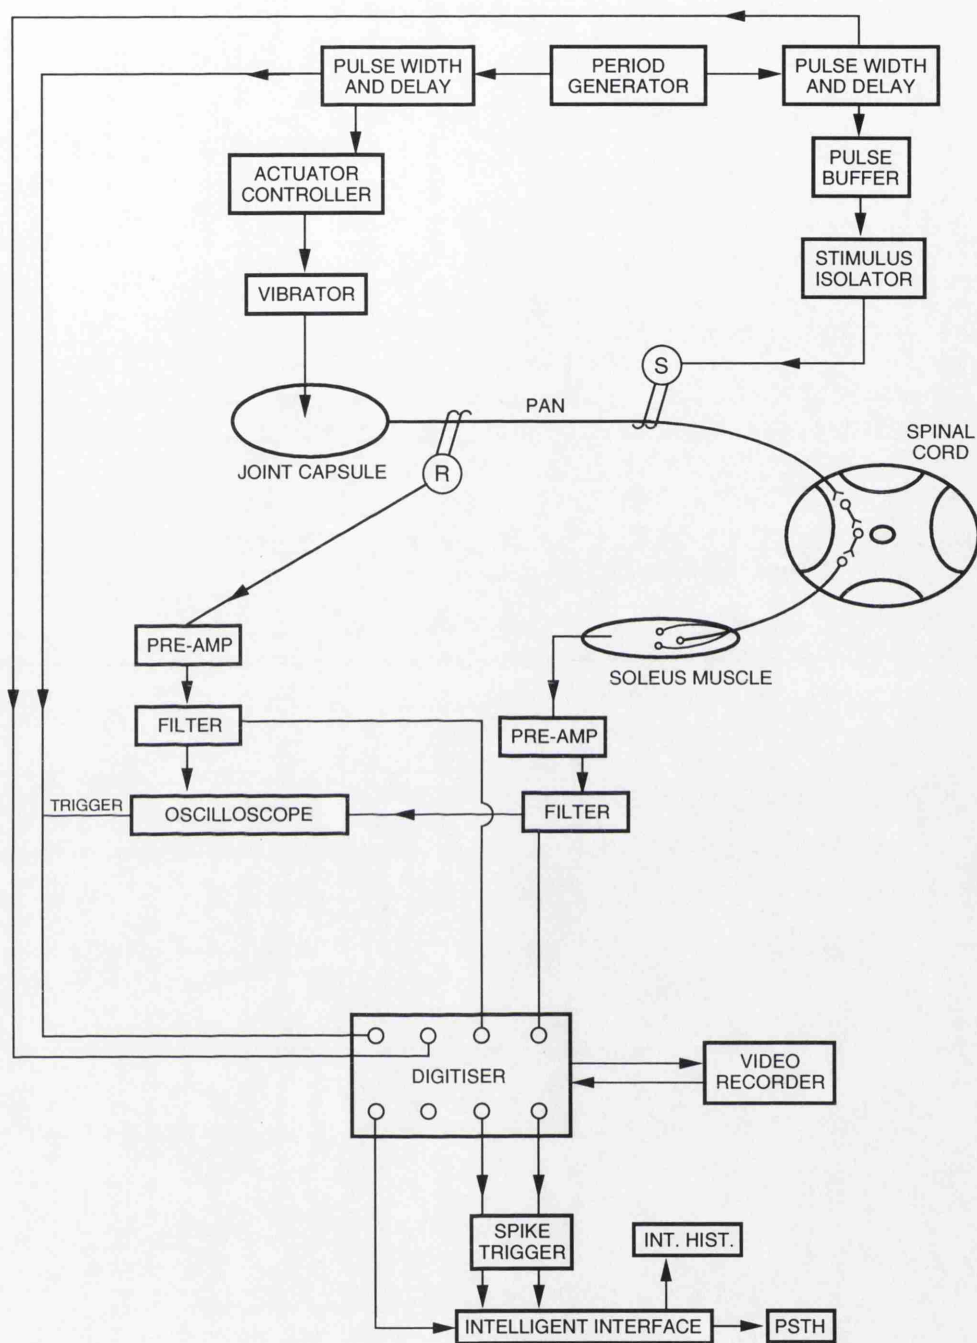 PULSE WIDTH
AND DELAY
PERIOD
GENERATOR
PULSE WIDTH
AND DELAY
ACTUATOR
CONTROLLER
PULSE
BUFFER
VIBRATOR
STIMULUS
ISOLATOR
S
PAN
JOINT CAPSULE
R
SPINAL
CORD
PRE-AMP
SOLEUS MUSCLE
FILTER
PRE-AMP
TRIGGER
OSCILLOSCOPE
FILTER
DIGITISER
VIDEO
RECORDER
SPIKE
TRIGGER
INT. HIST.
INTELLIGENT INTERFACE
PSTH